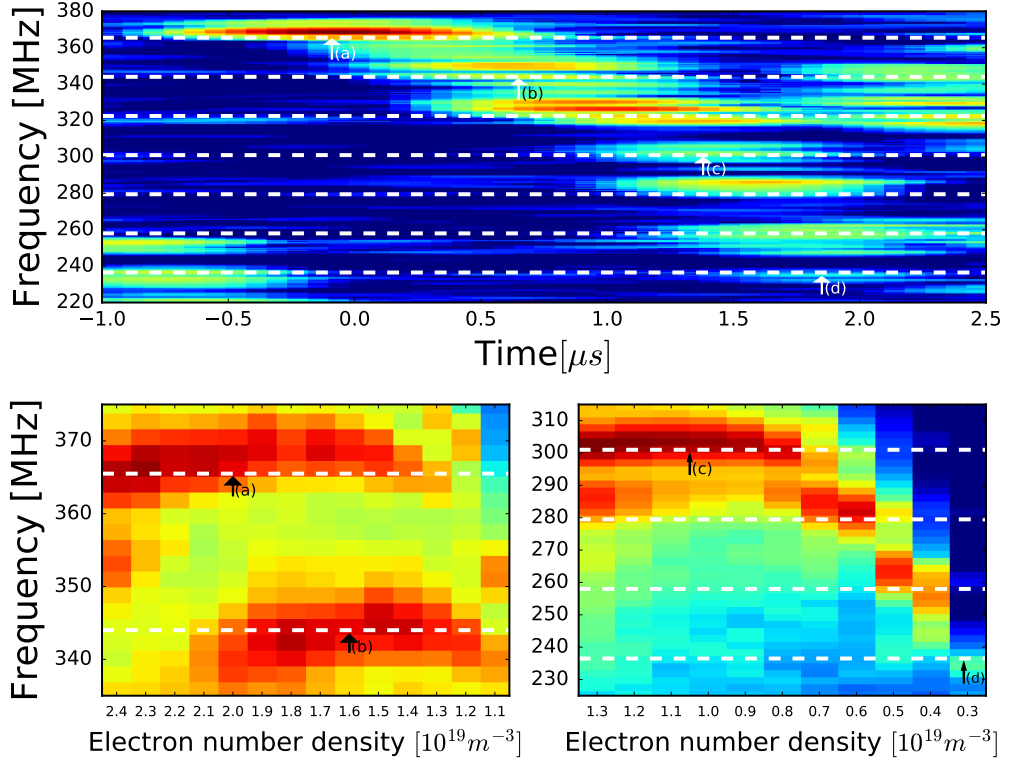 Frequency [MHz]
380
360
340
320
300
280
260
240
220
(a)
(b)
(c)
(d)
−1.0 −0.5 0.0 0.5 1.0 1.5 2.0 2.5
Time[μs]
Frequency [MHz]
370
360
350
340
(a)
(b)
2.4 2.3 2.2 2.1 2.0 1.9 1.8 1.7 1.6 1.5 1.4 1.3 1.2 1.1
Electron number density [10¹⁹m⁻³]
310
300
290
280
270
260
250
240
230
(c)
(d)
1.3 1.2 1.1 1.0 0.9 0.8 0.7 0.6 0.5 0.4 0.3
Electron number density [10¹⁹m⁻³]